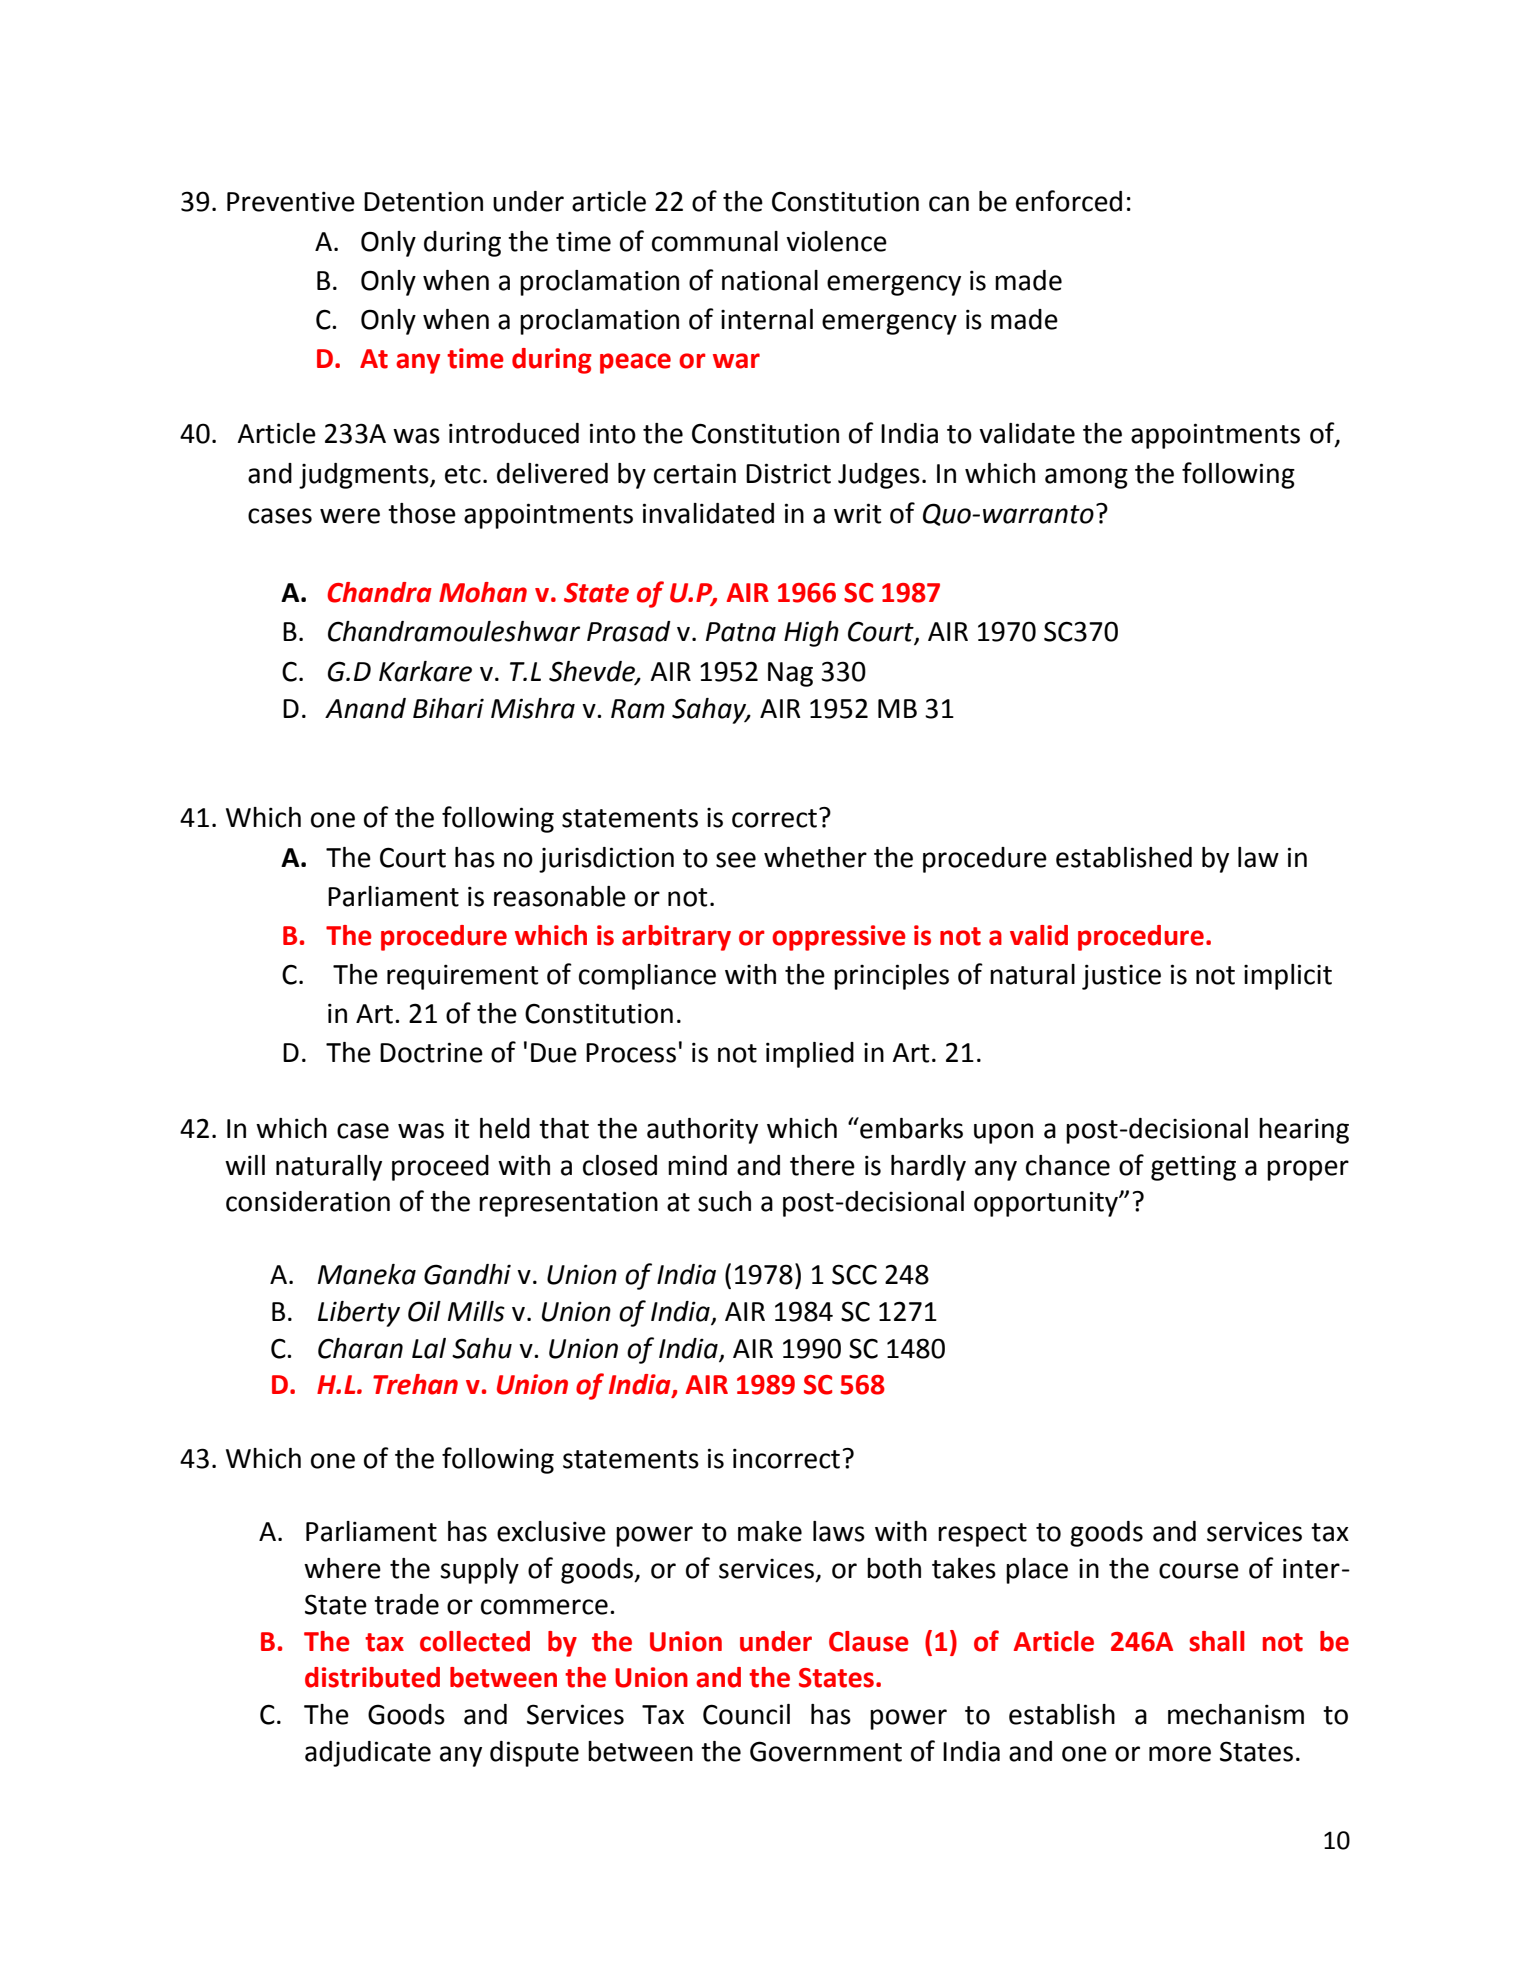 39. Preventive Detention under article 22 of the Constitution can be enforced:
A. Only during the time of communal violence
B. Only when a proclamation of national emergency is made
C. Only when a proclamation of internal emergency is made
D. At any time during peace or war
40. Article 233A was introduced into the Constitution of India to validate the appointments of,
and judgments, etc. delivered by certain District Judges. In which among the following
cases were those appointments invalidated in a writ of Quo-warranto?
A. Chandra Mohan v. State of U.P, AIR 1966 SC 1987
B. Chandramouleshwar Prasad v. Patna High Court, AIR 1970 SC370
C. G.D Karkare v. T.L Shevde, AIR 1952 Nag 330
D. Anand Bihari Mishra v. Ram Sahay, AIR 1952 MB 31
41. Which one of the following statements is correct?
A. The Court has no jurisdiction to see whether the procedure established by law in
Parliament is reasonable or not.
B. The procedure which is arbitrary or oppressive is not a valid procedure.
C. The requirement of compliance with the principles of natural justice is not implicit
in Art. 21 of the Constitution.
D. The Doctrine of 'Due Process' is not implied in Art. 21.
42. In which case was it held that the authority which “embarks upon a post-decisional hearing
will naturally proceed with a closed mind and there is hardly any chance of getting a proper
consideration of the representation at such a post-decisional opportunity”?
A. Maneka Gandhi v. Union of India (1978) 1 SCC 248
B. Liberty Oil Mills v. Union of India, AIR 1984 SC 1271
C. Charan Lal Sahu v. Union of India, AIR 1990 SC 1480
D. H.L. Trehan v. Union of India, AIR 1989 SC 568
43. Which one of the following statements is incorrect?
A. Parliament has exclusive power to make laws with respect to goods and services tax
where the supply of goods, or of services, or both takes place in the course of inter-
State trade or commerce.
B. The tax collected by the Union under Clause (1) of Article 246A shall not be
distributed between the Union and the States.
C. The Goods and Services Tax Council has power to establish a mechanism to
adjudicate any dispute between the Government of India and one or more States.
10